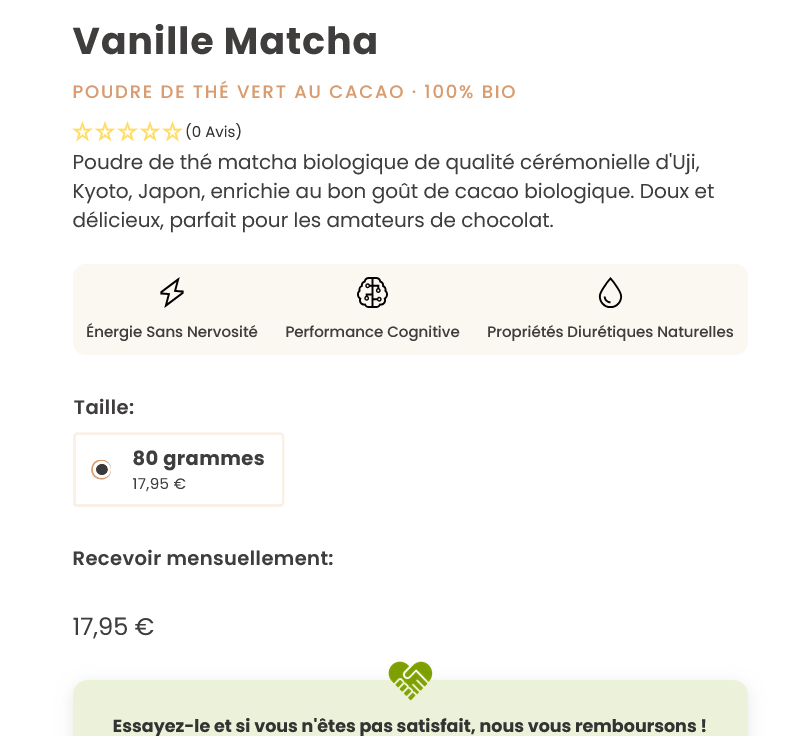 Vanille Matcha
POUDRE DE THÉ VERT AU CACAO · 100% BIO
(0 Avis)
Poudre de thé matcha biologique de qualité cérémonielle d'Uji,
Kyoto, Japon, enrichie au bon goût de cacao biologique. Doux et
délicieux, parfait pour les amateurs de chocolat.
Énergie Sans Nervosité Performance Cognitive Propriétés Diurétiques Naturelles
Taille:
80 grammes
17,95 €
Recevoir mensuellement:
17,95 €
Essayez-le et si vous n'êtes pas satisfait, nous vous remboursons !